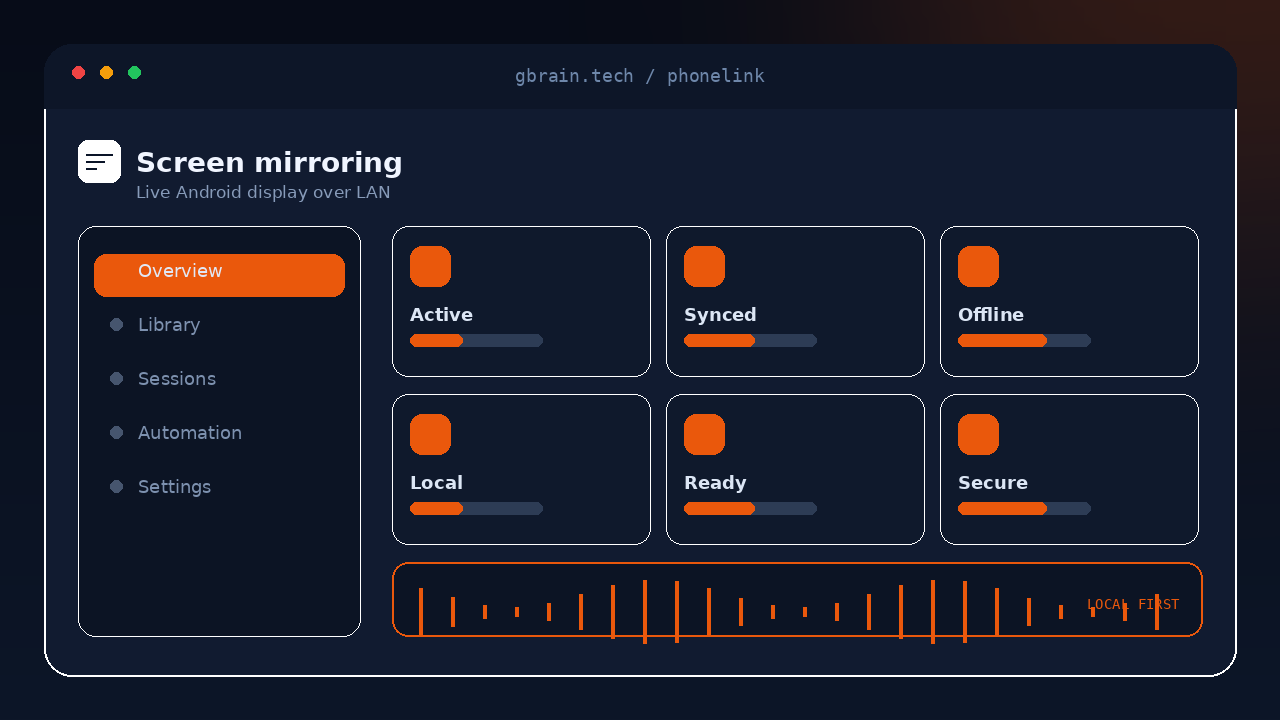 gbrain.tech / phonelink
Screen mirroring
Live Android display over LAN
Overview
Library
Sessions
Automation
Settings
Active
Synced
Offline
Local
Ready
Secure
LOCAL FIRST